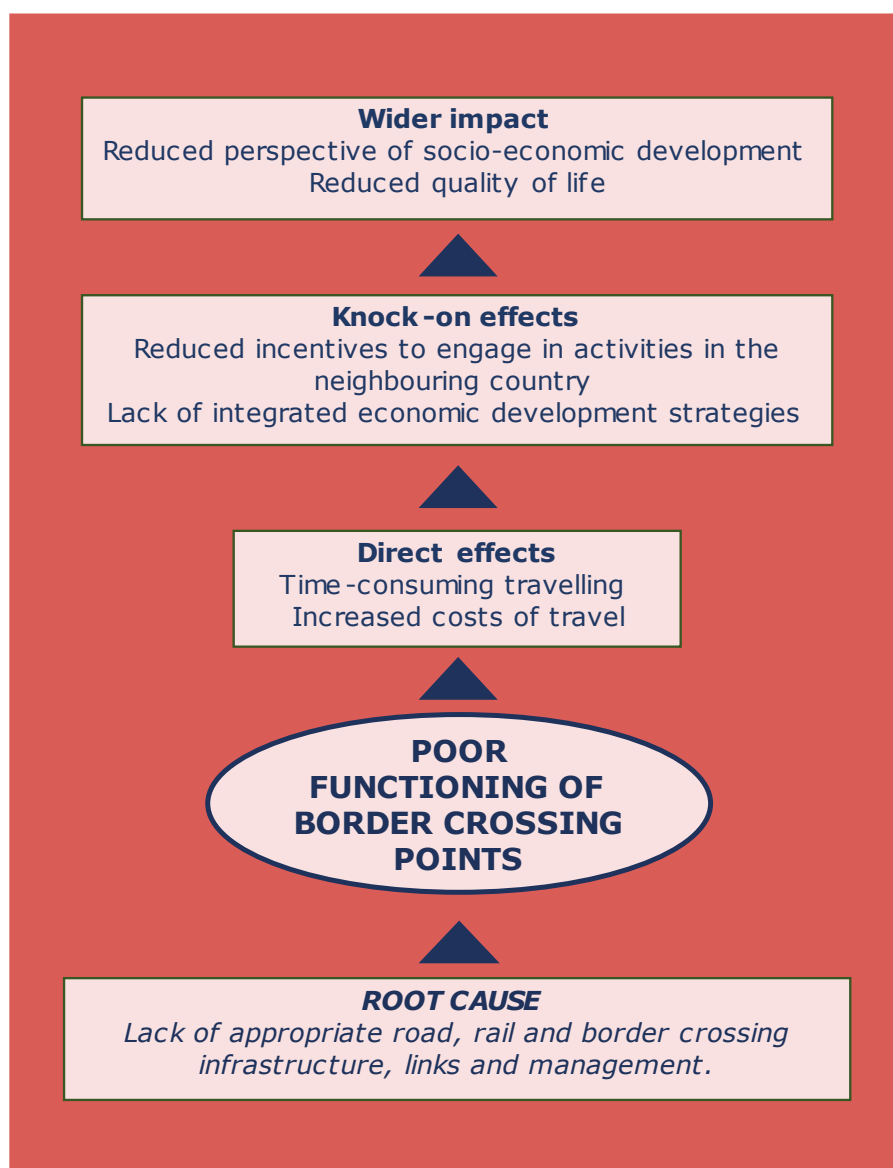 Wider impact
Reduced perspective of socio-economic development
Reduced quality of life
Knock-on effects
Reduced incentives to engage in activities in the
neighbouring country
Lack of integrated economic development strategies
Direct effects
Time-consuming travelling
Increased costs of travel
POOR
FUNCTIONING OF
BORDER CROSSING
POINTS
ROOT CAUSE
Lack of appropriate road, rail and border crossing
infrastructure, links and management.